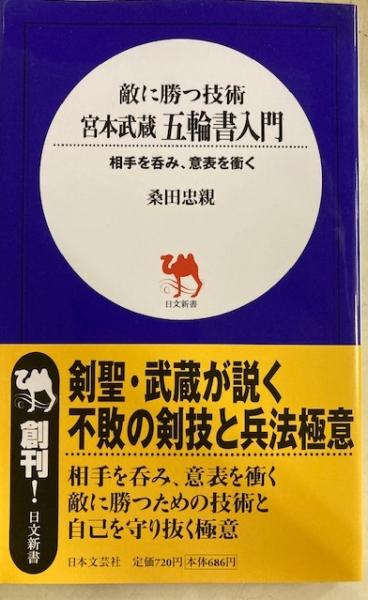 敵に勝つ技術
宮本武蔵 五輪書入門
相手を呑み、意表を衝く
桑田忠親
日文新書
剣聖・武蔵が説く
不敗の剣技と兵法極意
創刊!
日文新書
相手を呑み、意表を衝く
敵に勝つための技術と
自己を守り抜く極意
日本文芸社 定価720円 本体686円